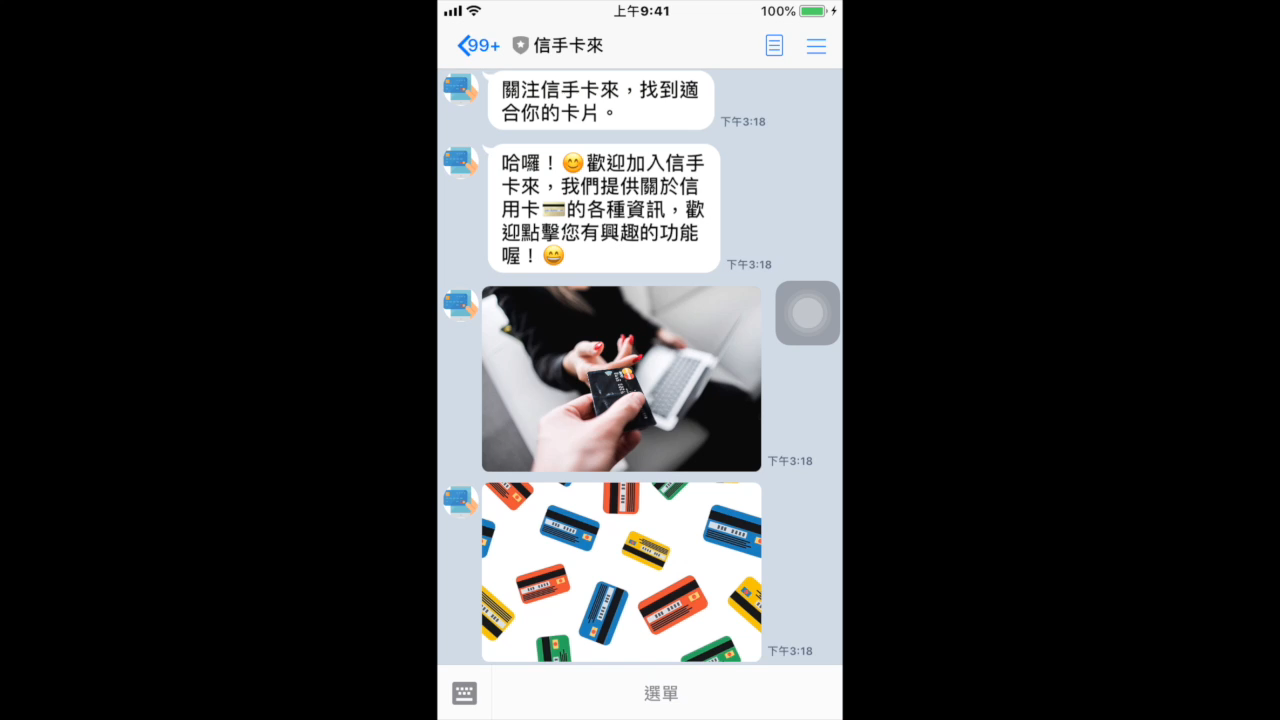 上午9:41
100%
99+
信手卡來
關注信手卡來，找到適
合你的卡片。
下午3:18
哈囉！😊歡迎加入信手
卡來，我們提供關於信
用卡💳的各種資訊，歡
迎點擊您有興趣的功能
喔！😄
下午3:18
下午3:18
下午3:18
選單